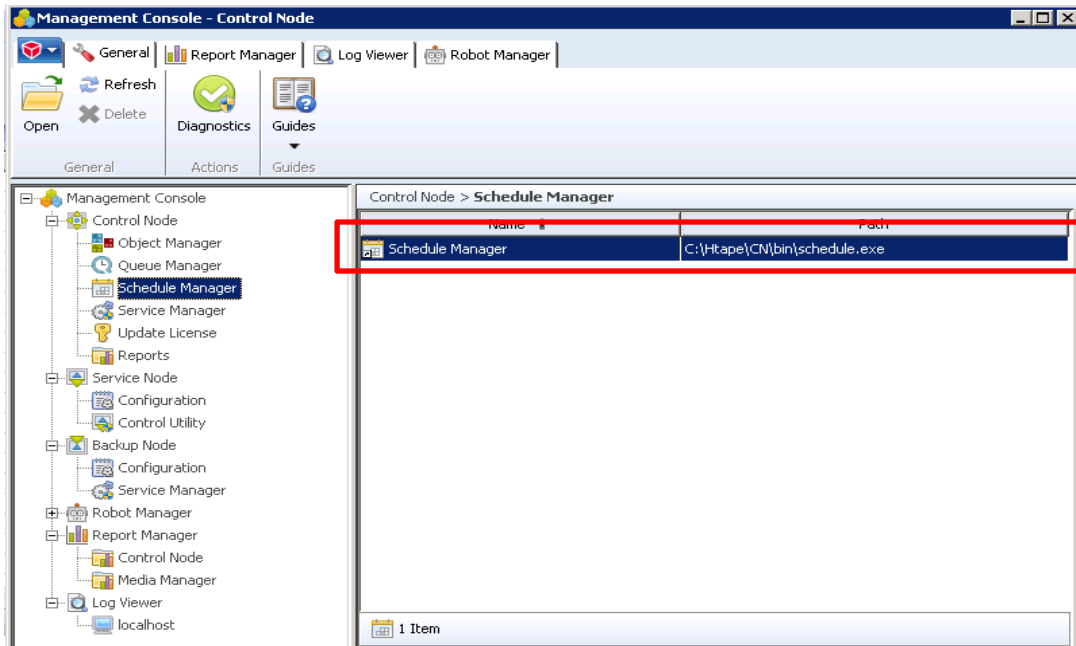 Management Console - Control Node
General Report Manager Log Viewer Robot Manager
Open
Refresh
Delete
Diagnostics
Guides
General Actions Guides
Management Console
Control Node
Object Manager
Queue Manager
Schedule Manager
Service Manager
Update License
Reports
Service Node
Configuration
Control Utility
Backup Node
Configuration
Service Manager
Robot Manager
Report Manager
Control Node
Media Manager
Log Viewer
localhost
Control Node > Schedule Manager
Name Path
Schedule Manager C:\Htape\CN\bin\schedule.exe
1 Item